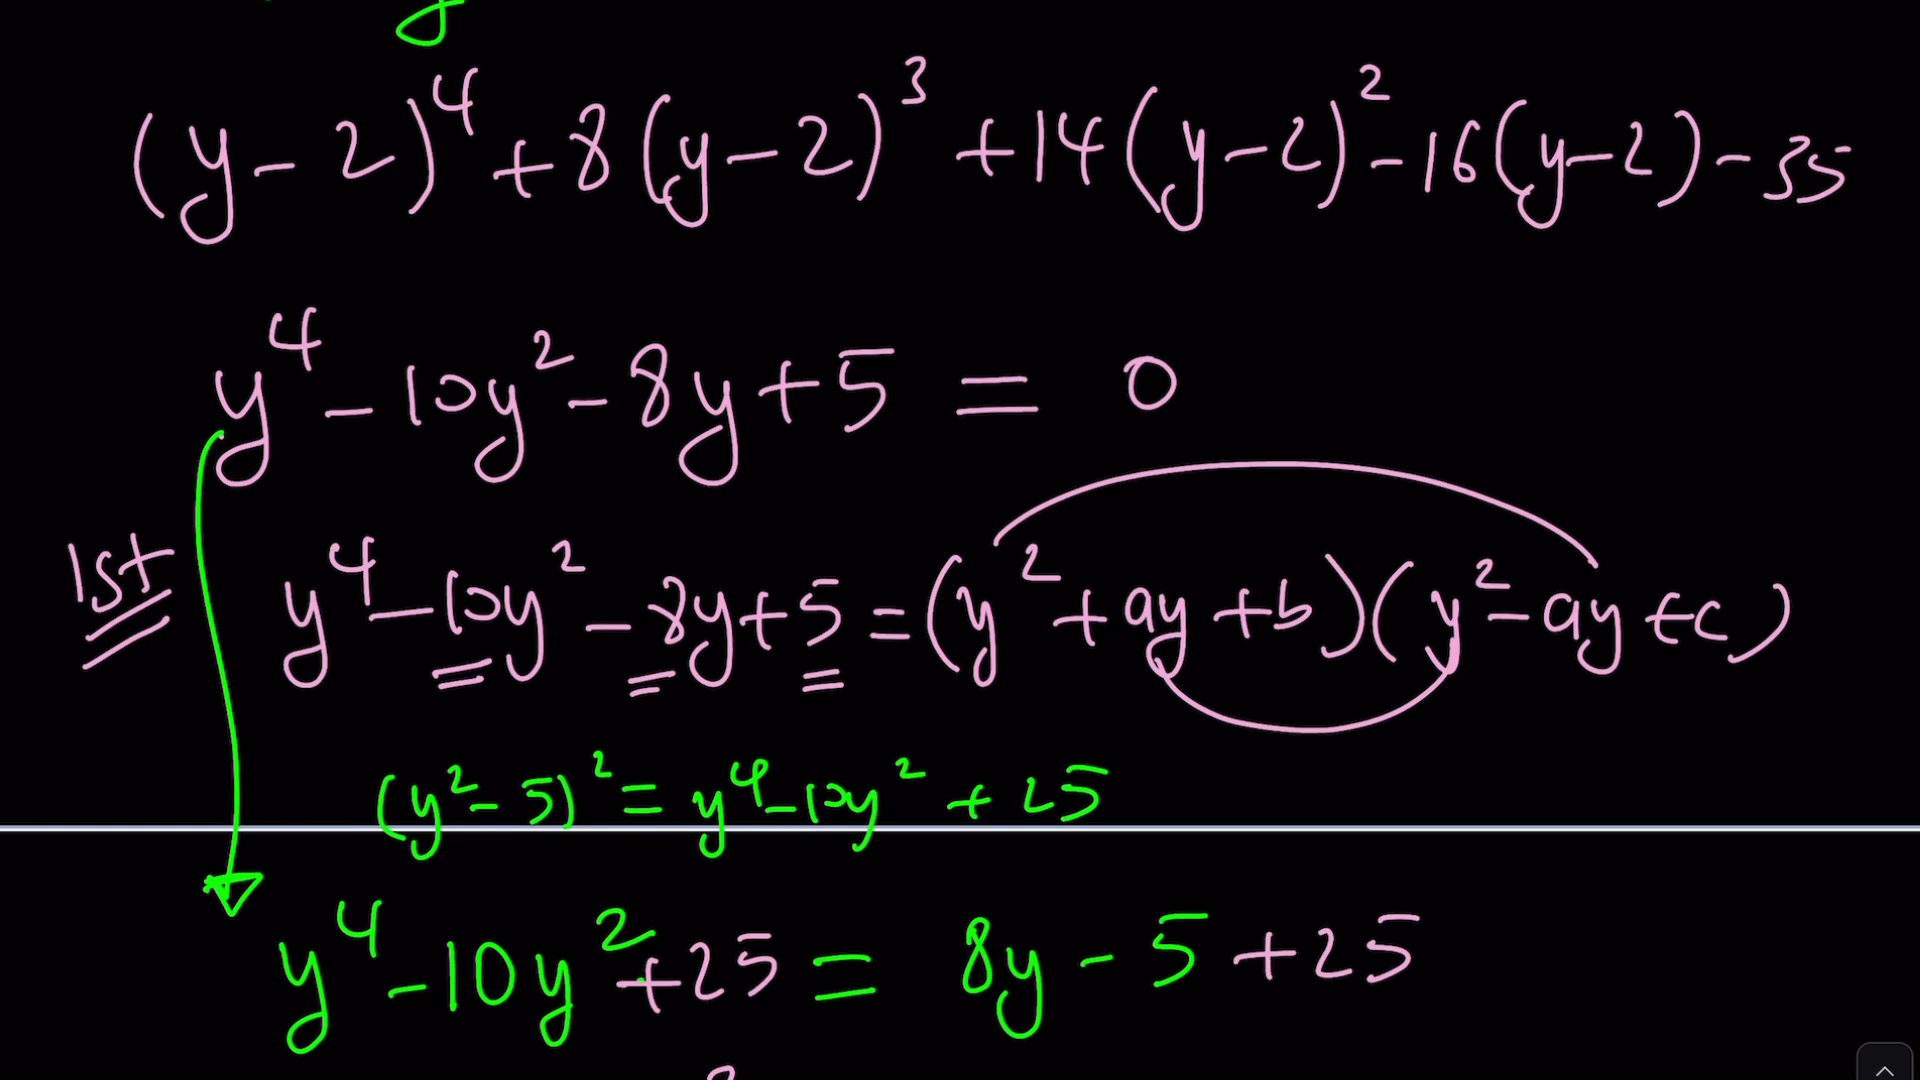 (y-2)⁴+8(y-2)³+14(y-2)²-16(y-2)-35
y⁴-10y²-8y+5=0
1st y⁴-10y²-8y+5=(y²+ay+b)(y²-ay+c)
(y²-5)²=y⁴-10y²+25
y⁴-10y²+25=8y-5+25